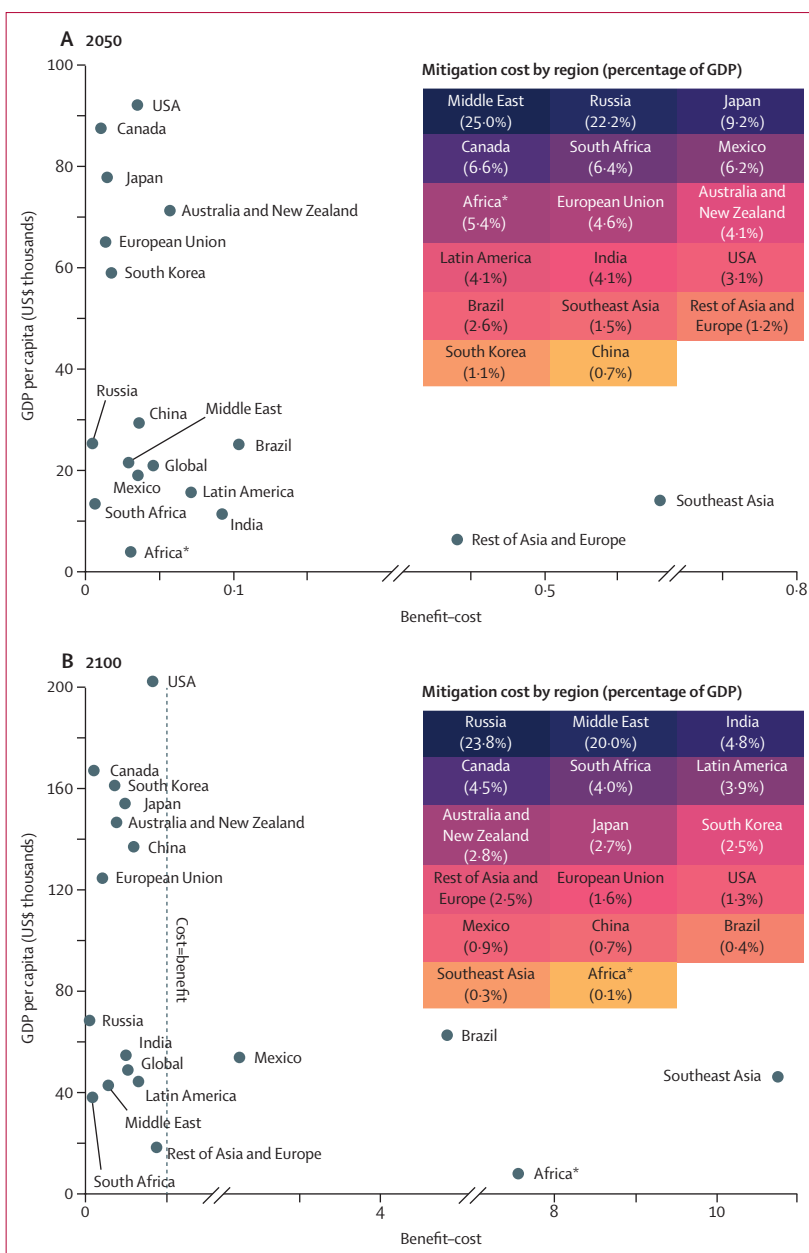 A 2050
100
80
60
40
20
0
GDP per capita (US$ thousands)
USA
Canada
Japan
Australia and New Zealand
European Union
South Korea
Russia
China
Middle East
Global
Brazil
Mexico
Latin America
South Africa
India
Africa*
Southeast Asia
Rest of Asia and Europe
0
0·1
0·5
0·8
Benefit–cost
Mitigation cost by region (percentage of GDP)
Middle East
(25·0%)
Russia
(22·2%)
Japan
(9·2%)
Canada
(6·6%)
South Africa
(6·4%)
Mexico
(6·2%)
Africa*
(5·4%)
European Union
(4·6%)
Australia and
New Zealand
(4·1%)
Latin America
(4·1%)
India
(4·1%)
USA
(3·1%)
Brazil
(2·6%)
Southeast Asia
(1·5%)
Rest of Asia and
Europe (1·2%)
South Korea
(1·1%)
China
(0·7%)
B 2100
200
160
120
80
40
0
GDP per capita (US$ thousands)
USA
Canada
South Korea
Japan
Australia and New Zealand
China
European Union
Cost=benefit
Russia
India
Global
Mexico
Latin America
Middle East
Rest of Asia and Europe
South Africa
Brazil
Southeast Asia
Africa*
0
4
8
10
Benefit–cost
Mitigation cost by region (percentage of GDP)
Russia
(23·8%)
Middle East
(20·0%)
India
(4·8%)
Canada
(4·5%)
South Africa
(4·0%)
Latin America
(3·9%)
Australia and
New Zealand
(2·8%)
Japan
(2·7%)
South Korea
(2·5%)
Rest of Asia and
Europe (2·5%)
European Union
(1·6%)
USA
(1·3%)
Mexico
(0·9%)
China
(0·7%)
Brazil
(0·4%)
Southeast Asia
(0·3%)
Africa*
(0·1%)